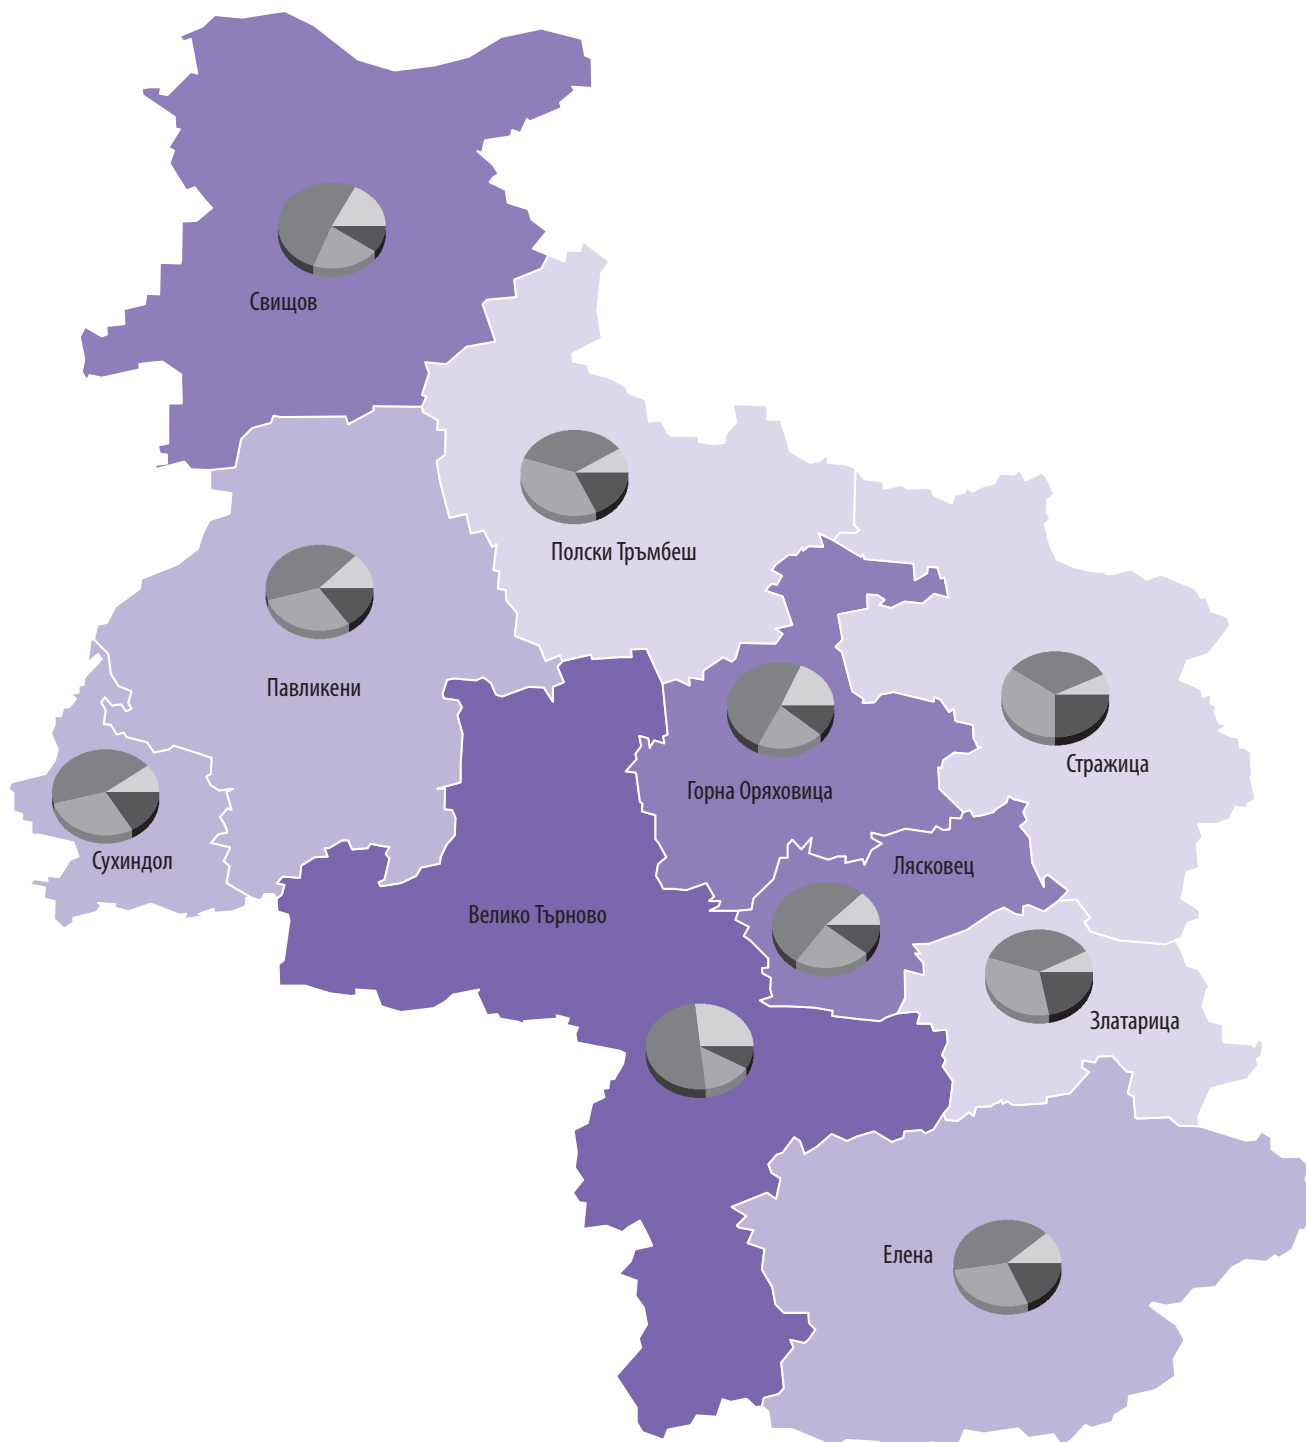 Свищов
Полски Тръмбеш
Павликени
Стражица
Горна Оряховица
Сухиндол
Лясковец
Велико Търново
Златарица
Елена